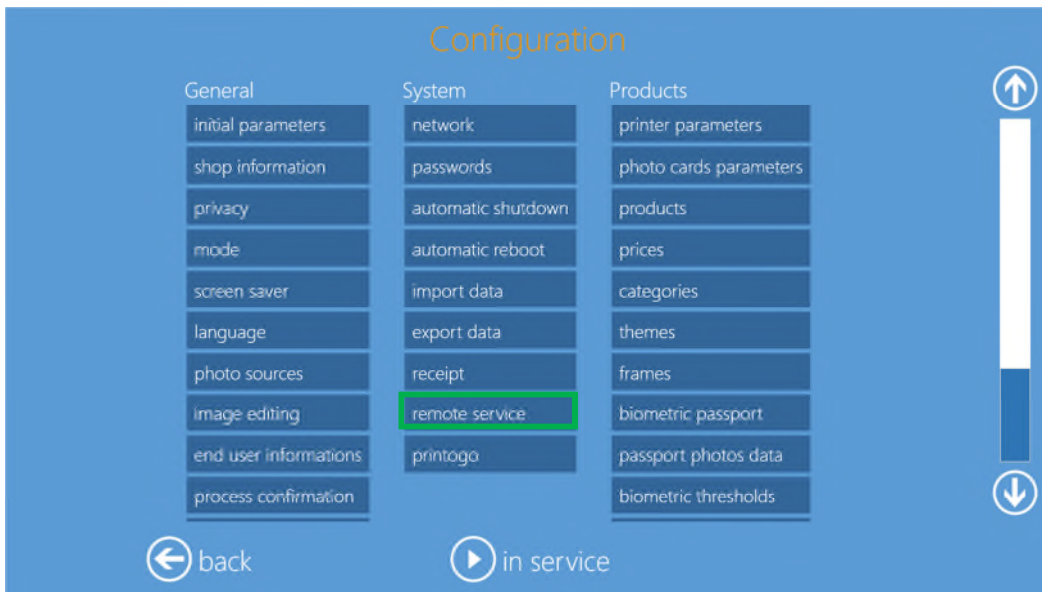 Configuration
General
initial parameters
shop information
privacy
mode
screen saver
language
photo sources
image editing
end user informations
process confirmation
System
network
passwords
automatic shutdown
automatic reboot
import data
export data
receipt
remote service
printogo
Products
printer parameters
photo cards parameters
products
prices
categories
themes
frames
biometric passport
passport photos data
biometric thresholds
back
in service